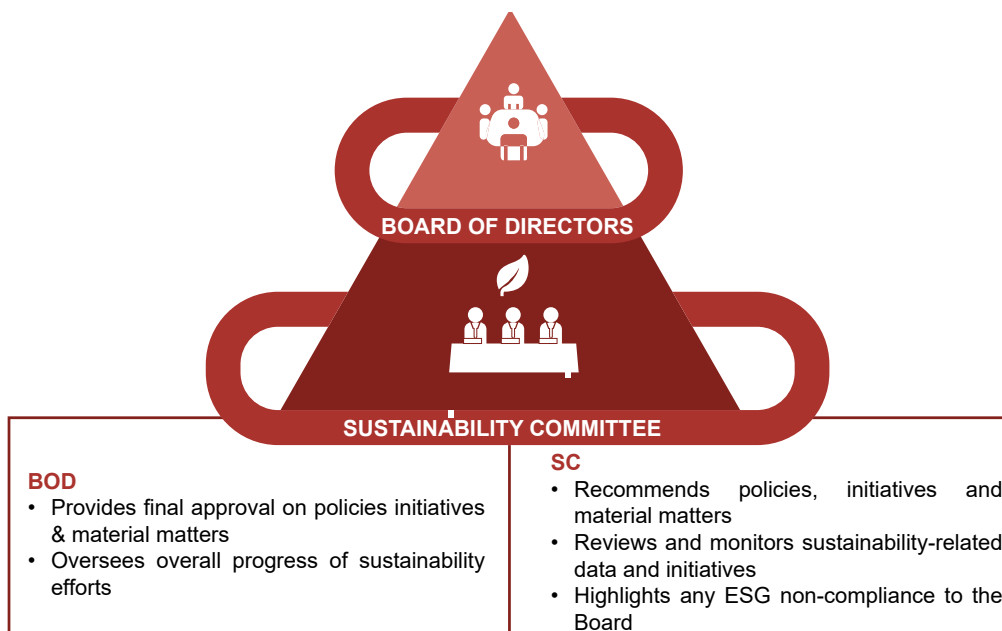 BOARD OF DIRECTORS
SUSTAINABILITY COMMITTEE
BOD
• Provides final approval on policies initiatives
& material matters
• Oversees overall progress of sustainability
efforts
SC
• Recommends policies, initiatives and
material matters
• Reviews and monitors sustainability-related
data and initiatives
• Highlights any ESG non-compliance to the
Board